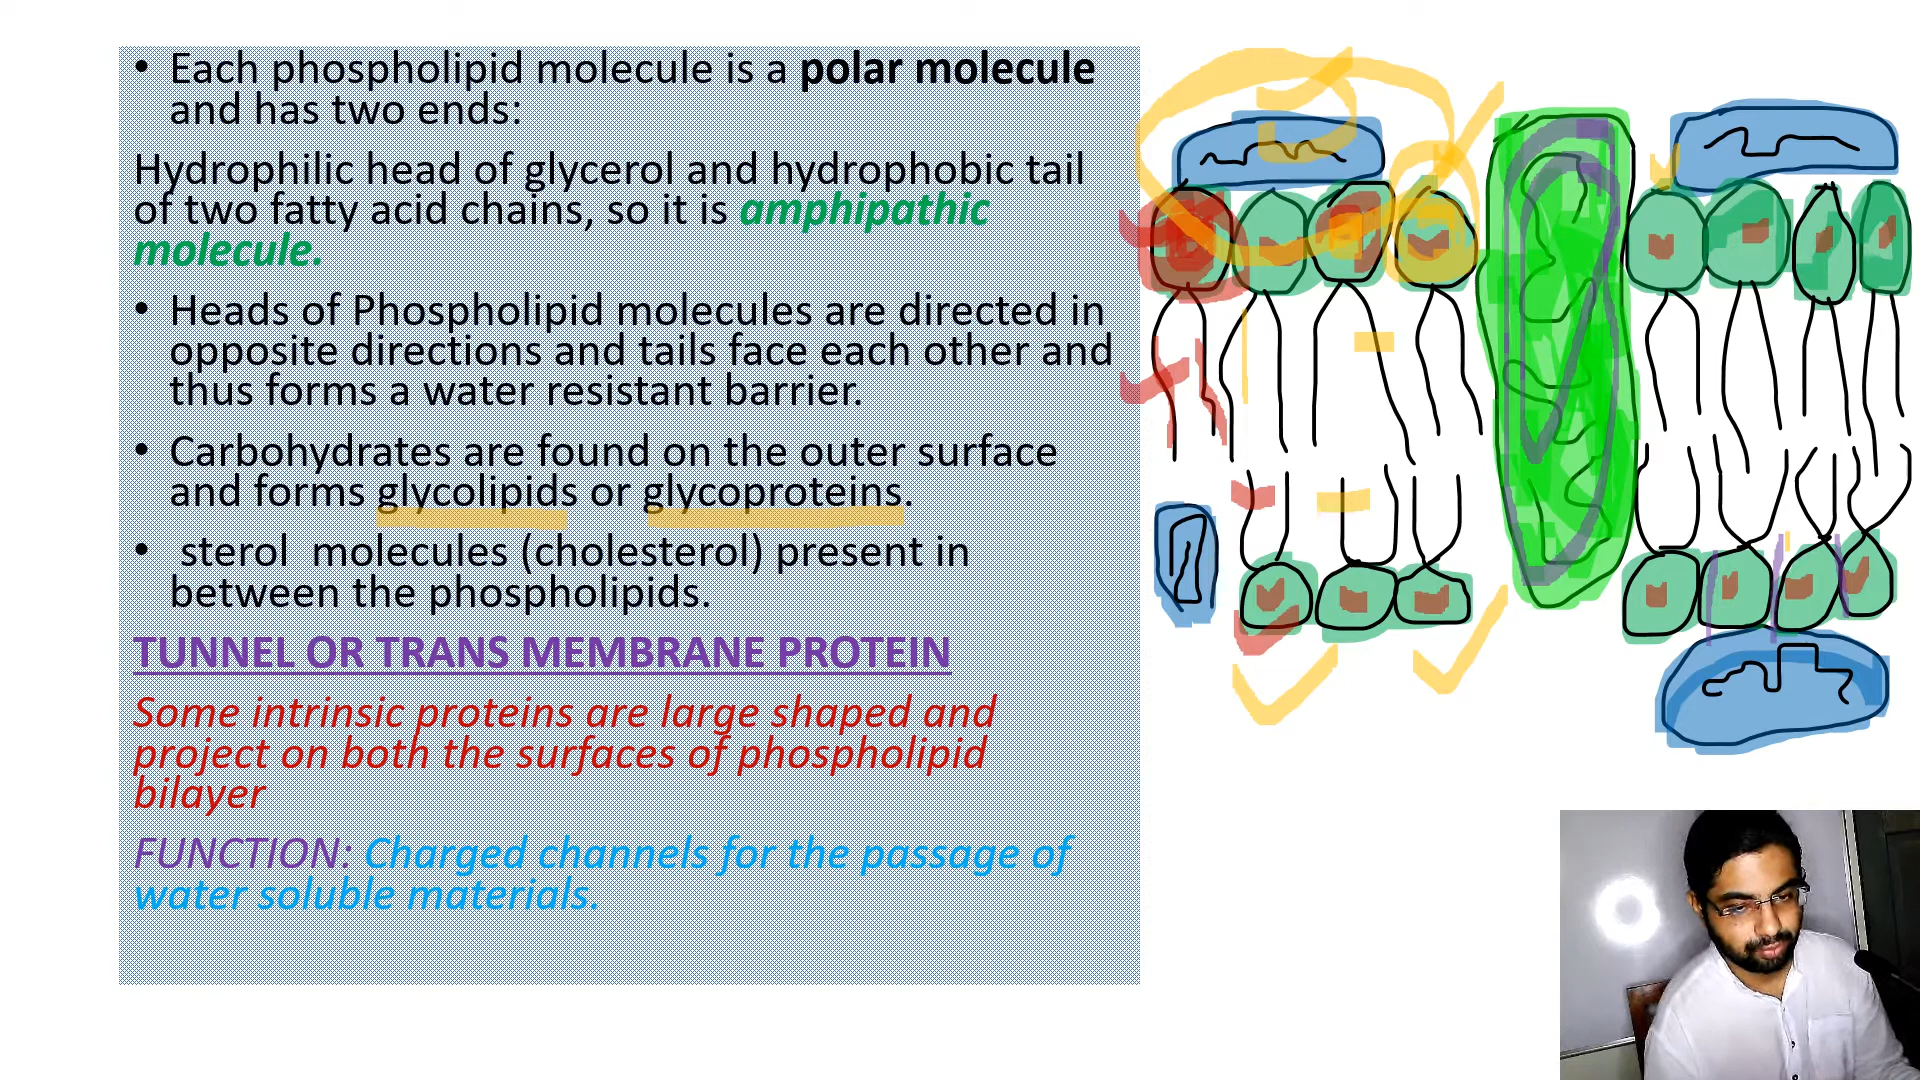 • Each phospholipid molecule is a polar molecule
and has two ends:
Hydrophilic head of glycerol and hydrophobic tail
of two fatty acid chains, so it is amphipathic
molecule.
• Heads of Phospholipid molecules are directed in
opposite directions and tails face each other and
thus forms a water resistant barrier.
• Carbohydrates are found on the outer surface
and forms glycolipids or glycoproteins.
• sterol molecules (cholesterol) present in
between the phospholipids.
TUNNEL OR TRANS MEMBRANE PROTEIN
Some intrinsic proteins are large shaped and
project on both the surfaces of phospholipid
bilayer
FUNCTION: Charged channels for the passage of
water soluble materials.